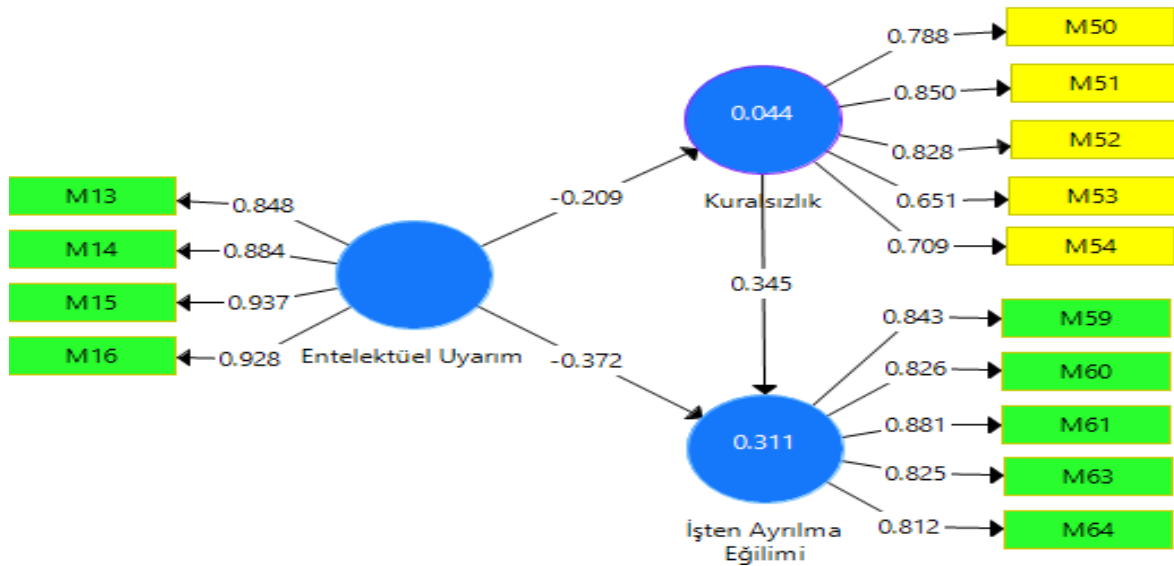 M50
0.788
M51
0.850
0.044
M52
0.828
M13
0.848
-0.209
Kuralsızlık
0.651
M53
M14
0.884
0.709
M54
M15
0.937
0.345
M16
0.928
Entelektüel Uyarım
-0.372
0.843
M59
0.826
M60
0.311
0.881
M61
0.825
M63
İşten Ayrılma
Eğilimi
0.812
M64